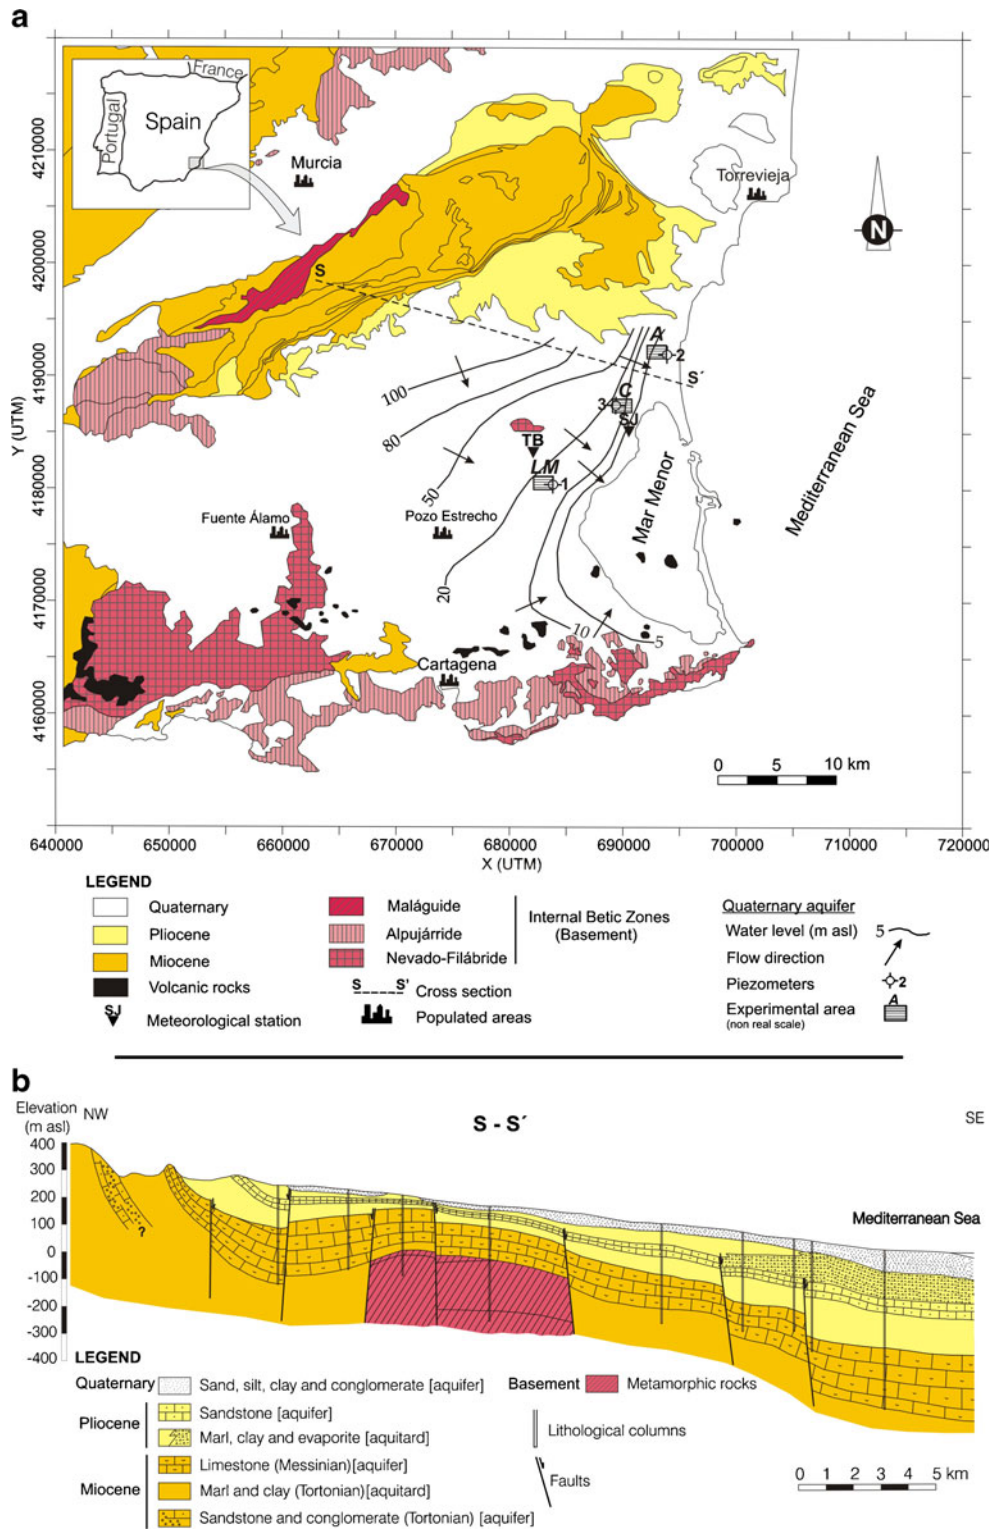 a
France
Portugal
Spain
Murcia
Torrevieja
N
S
A
2
S´
100
C
3
SJ
80
TB
LM
1
50
Mar Menor
Mediterranean Sea
Fuente Álamo
Pozo Estrecho
20
10
5
Cartagena
0 5 10 km
4210000
4200000
4190000
4180000
4170000
4160000
Y (UTM)
640000 650000 660000 670000 680000 690000 700000 710000 720000
X (UTM)
LEGEND
Quaternary
Pliocene
Miocene
Volcanic rocks
SJ
Meteorological station
Maláguide
Alpujárride
Nevado-Filábride
Internal Betic Zones
(Basement)
S S'
Cross section
Populated areas
Quaternary aquifer
Water level (m asl) 5
Flow direction
Piezometers 2
Experimental area A
(non real scale)
b
Elevation
(m asl)
NW
S - S´
SE
400
300
200
100
0
-100
-200
-300
-400
?
Mediterranean Sea
LEGEND
Quaternary
Sand, silt, clay and conglomerate [aquifer]
Pliocene
Sandstone [aquifer]
Marl, clay and evaporite [aquitard]
Miocene
Limestone (Messinian)[aquifer]
Marl and clay (Tortonian)[aquitard]
Sandstone and conglomerate (Tortonian) [aquifer]
Basement
Metamorphic rocks
Lithological columns
Faults
0 1 2 3 4 5 km